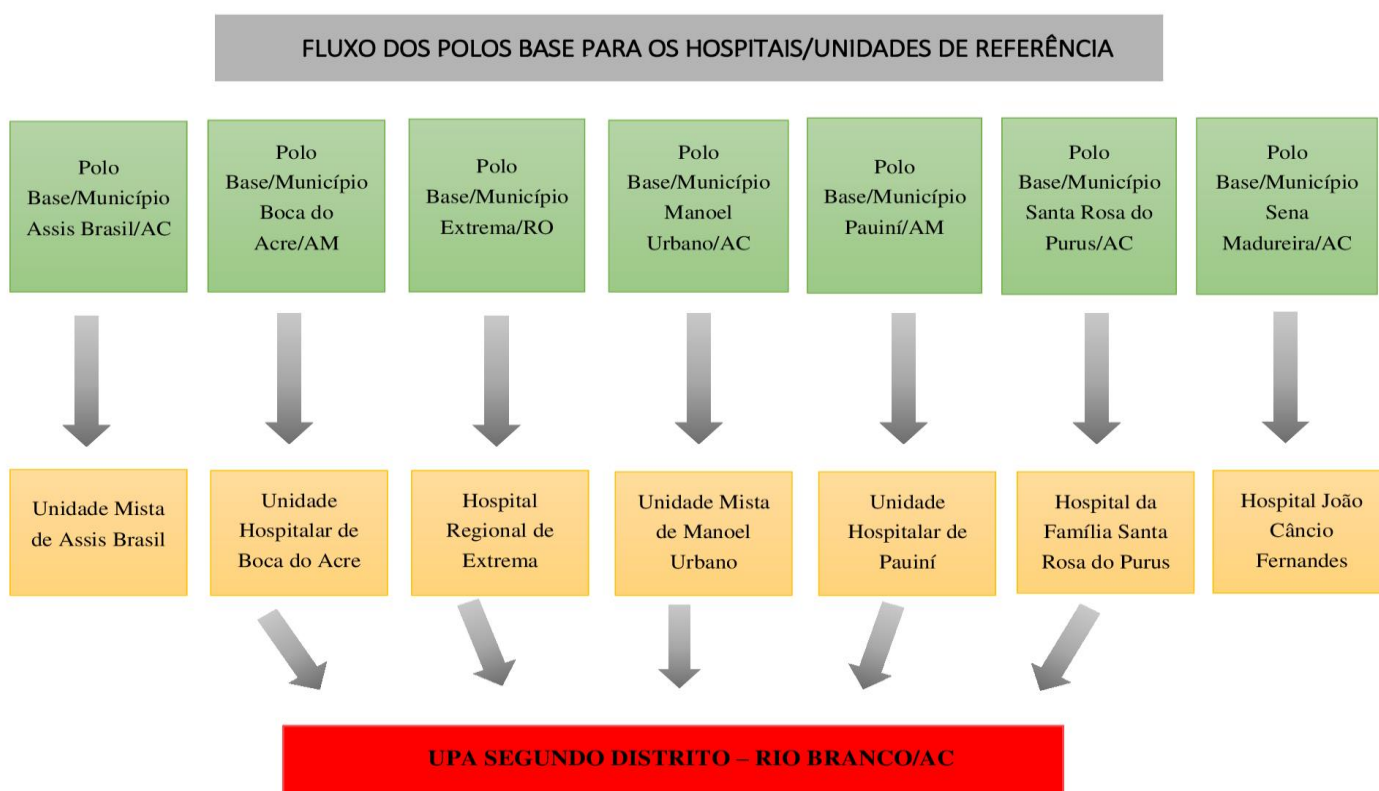 FLUXO DOS POLOS BASE PARA OS HOSPITAIS/UNIDADES DE REFERÊNCIA
Polo
Base/Município
Assis Brasil/AC
Polo
Base/Município
Boca do
Acre/AM
Polo
Base/Município
Extrema/RO
Polo
Base/Município
Manoel
Urbano/AC
Polo
Base/Município
Pauiní/AM
Polo
Base/Município
Santa Rosa do
Purus/AC
Polo
Base/Município
Sena
Madureira/AC
Unidade Mista
de Assis Brasil
Unidade
Hospitalar de
Boca do Acre
Hospital
Regional de
Extrema
Unidade Mista
de Manoel
Urbano
Unidade
Hospitalar de
Pauiní
Hospital da
Família Santa
Rosa do Purus
Hospital João
Câncio
Fernandes
UPA SEGUNDO DISTRITO – RIO BRANCO/AC